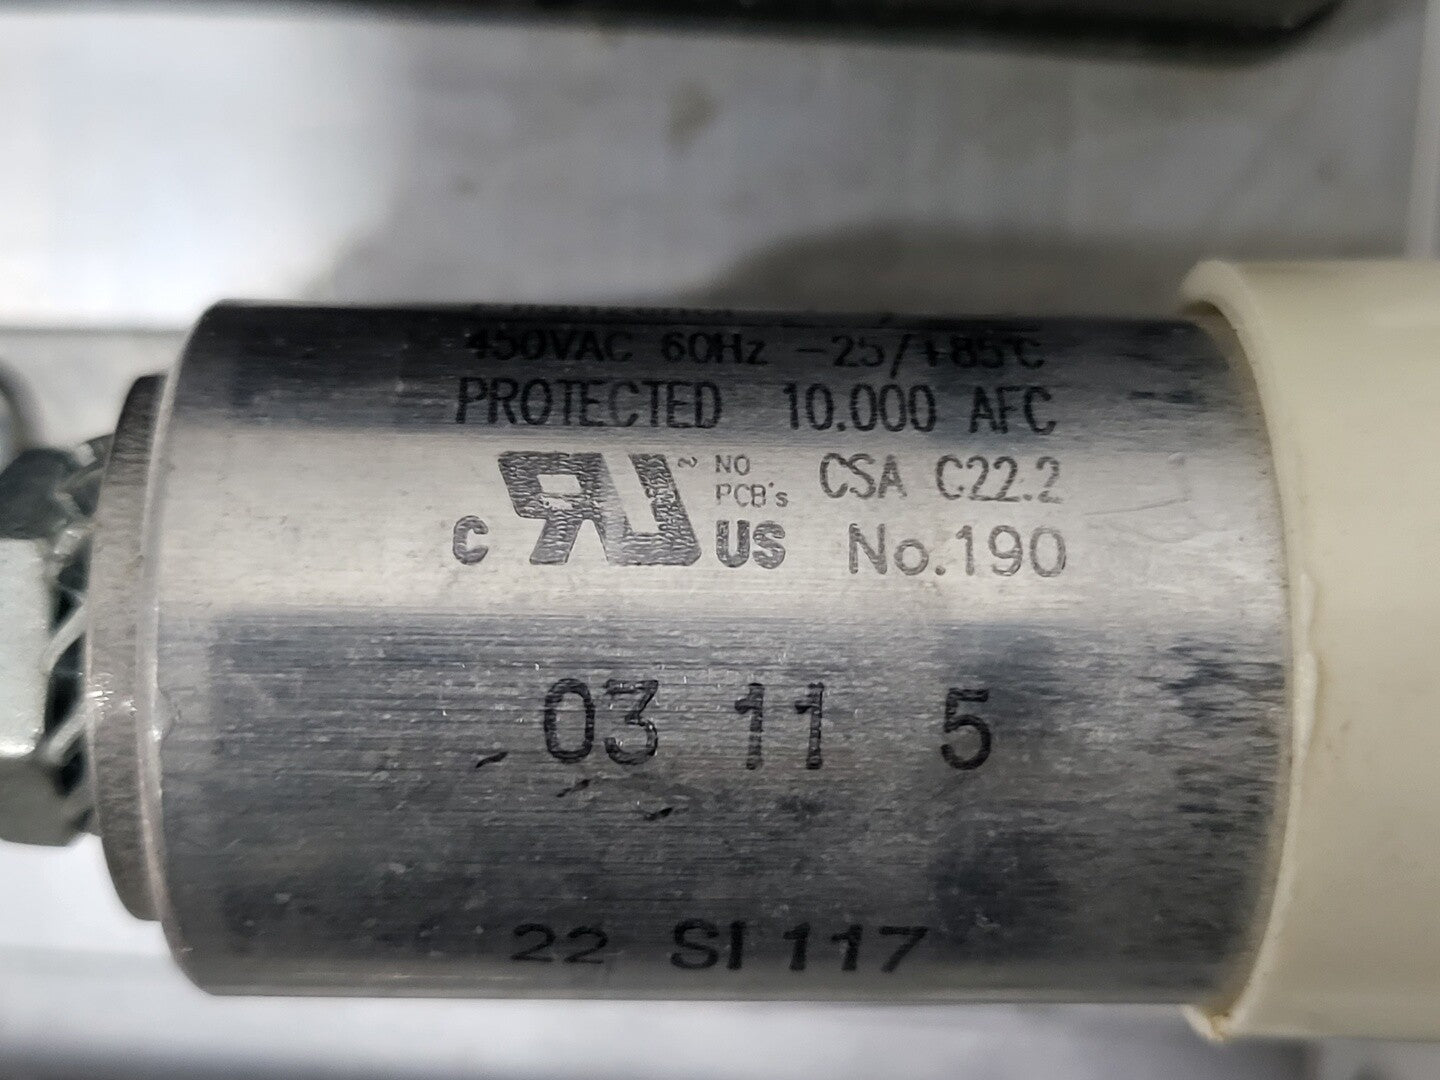 450VAC 60Hz -25/+85°C
PROTECTED 10.000 AFC
c RU US ~ NO PCB's CSA C22.2
No.190
03 11 5
22 SI 117